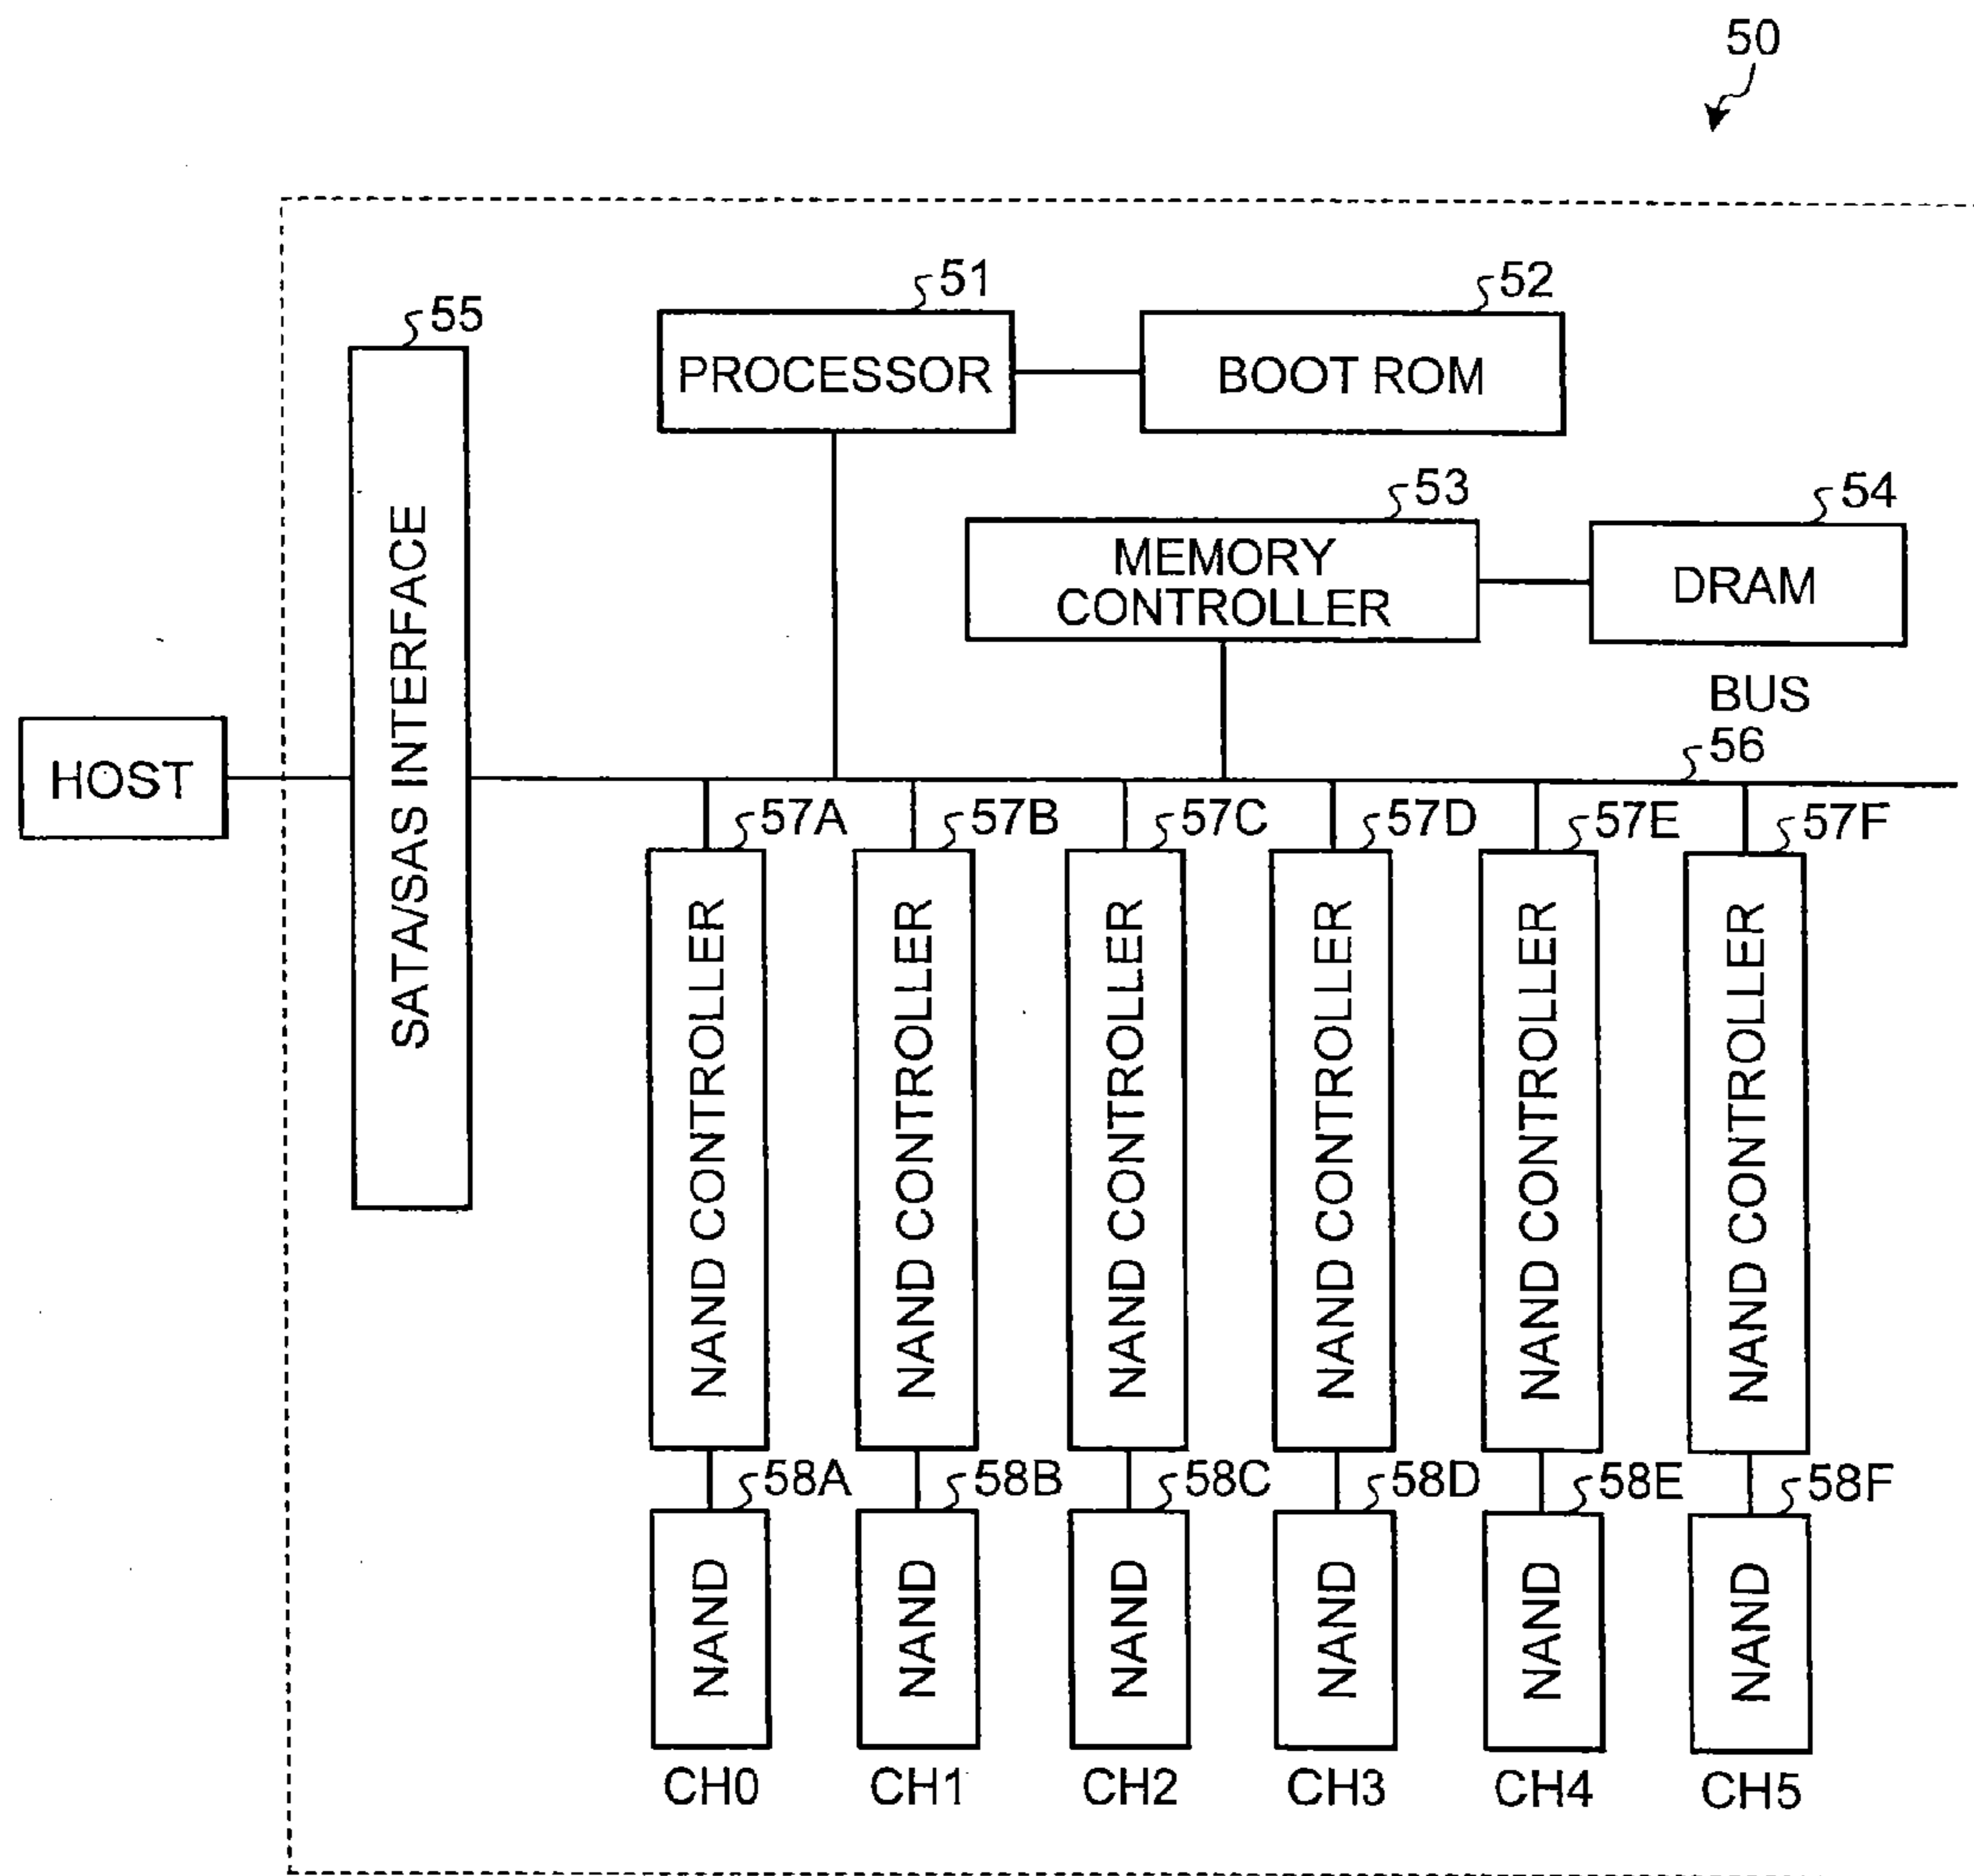 50
51
52
55
PROCESSOR
BOOT ROM
53
54
MEMORY
CONTROLLER
DRAM
SATA/SAS INTERFACE
BUS
56
HOST
57A
57B
57C
57D
57E
57F
NAND CONTROLLER
NAND CONTROLLER
NAND CONTROLLER
NAND CONTROLLER
NAND CONTROLLER
NAND CONTROLLER
58A
58B
58C
58D
58E
58F
NAND
NAND
NAND
NAND
NAND
NAND
CH0
CH1
CH2
CH3
CH4
CH5